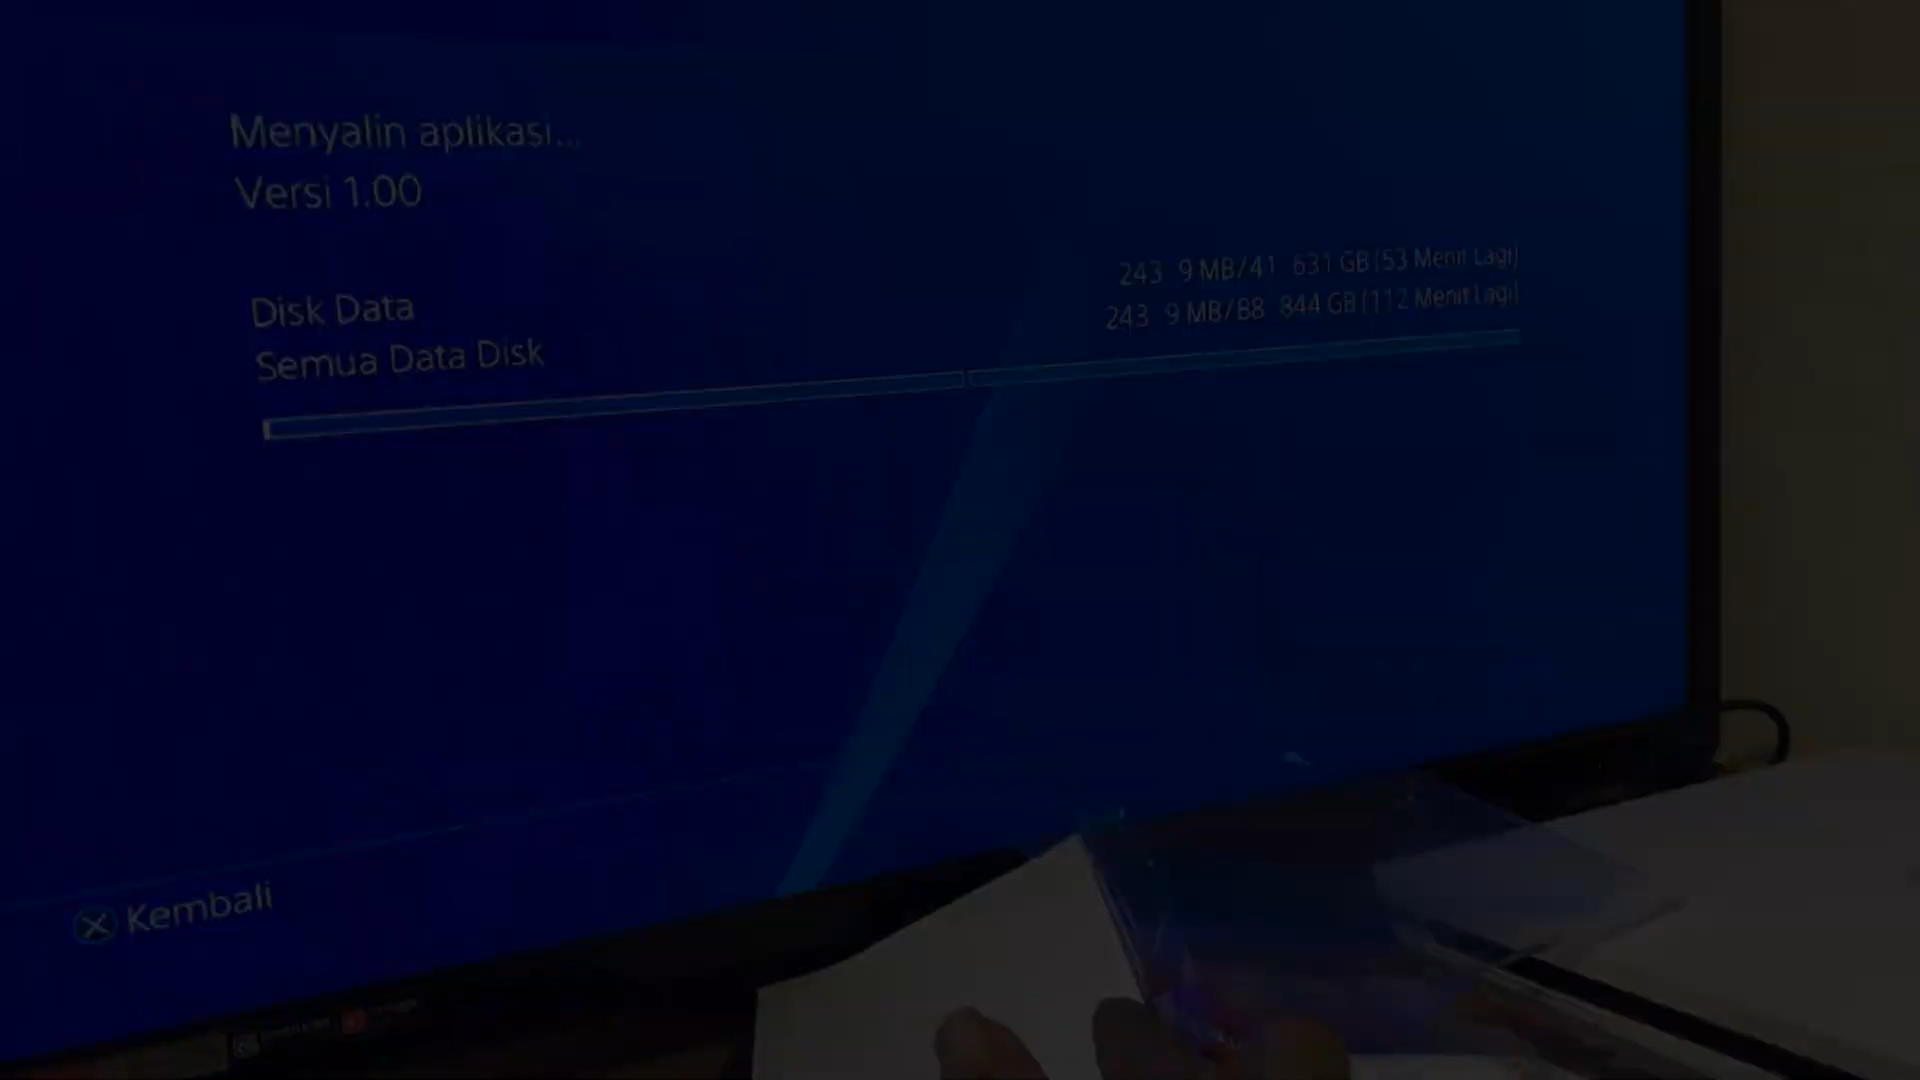 Menyalin aplikasi...
Versi 1.00
243 9 MB/41 631 GB (53 Menit Lagi)
Disk Data
243 9 MB/88 844 GB (112 Menit Lagi)
Semua Data Disk
Kembali